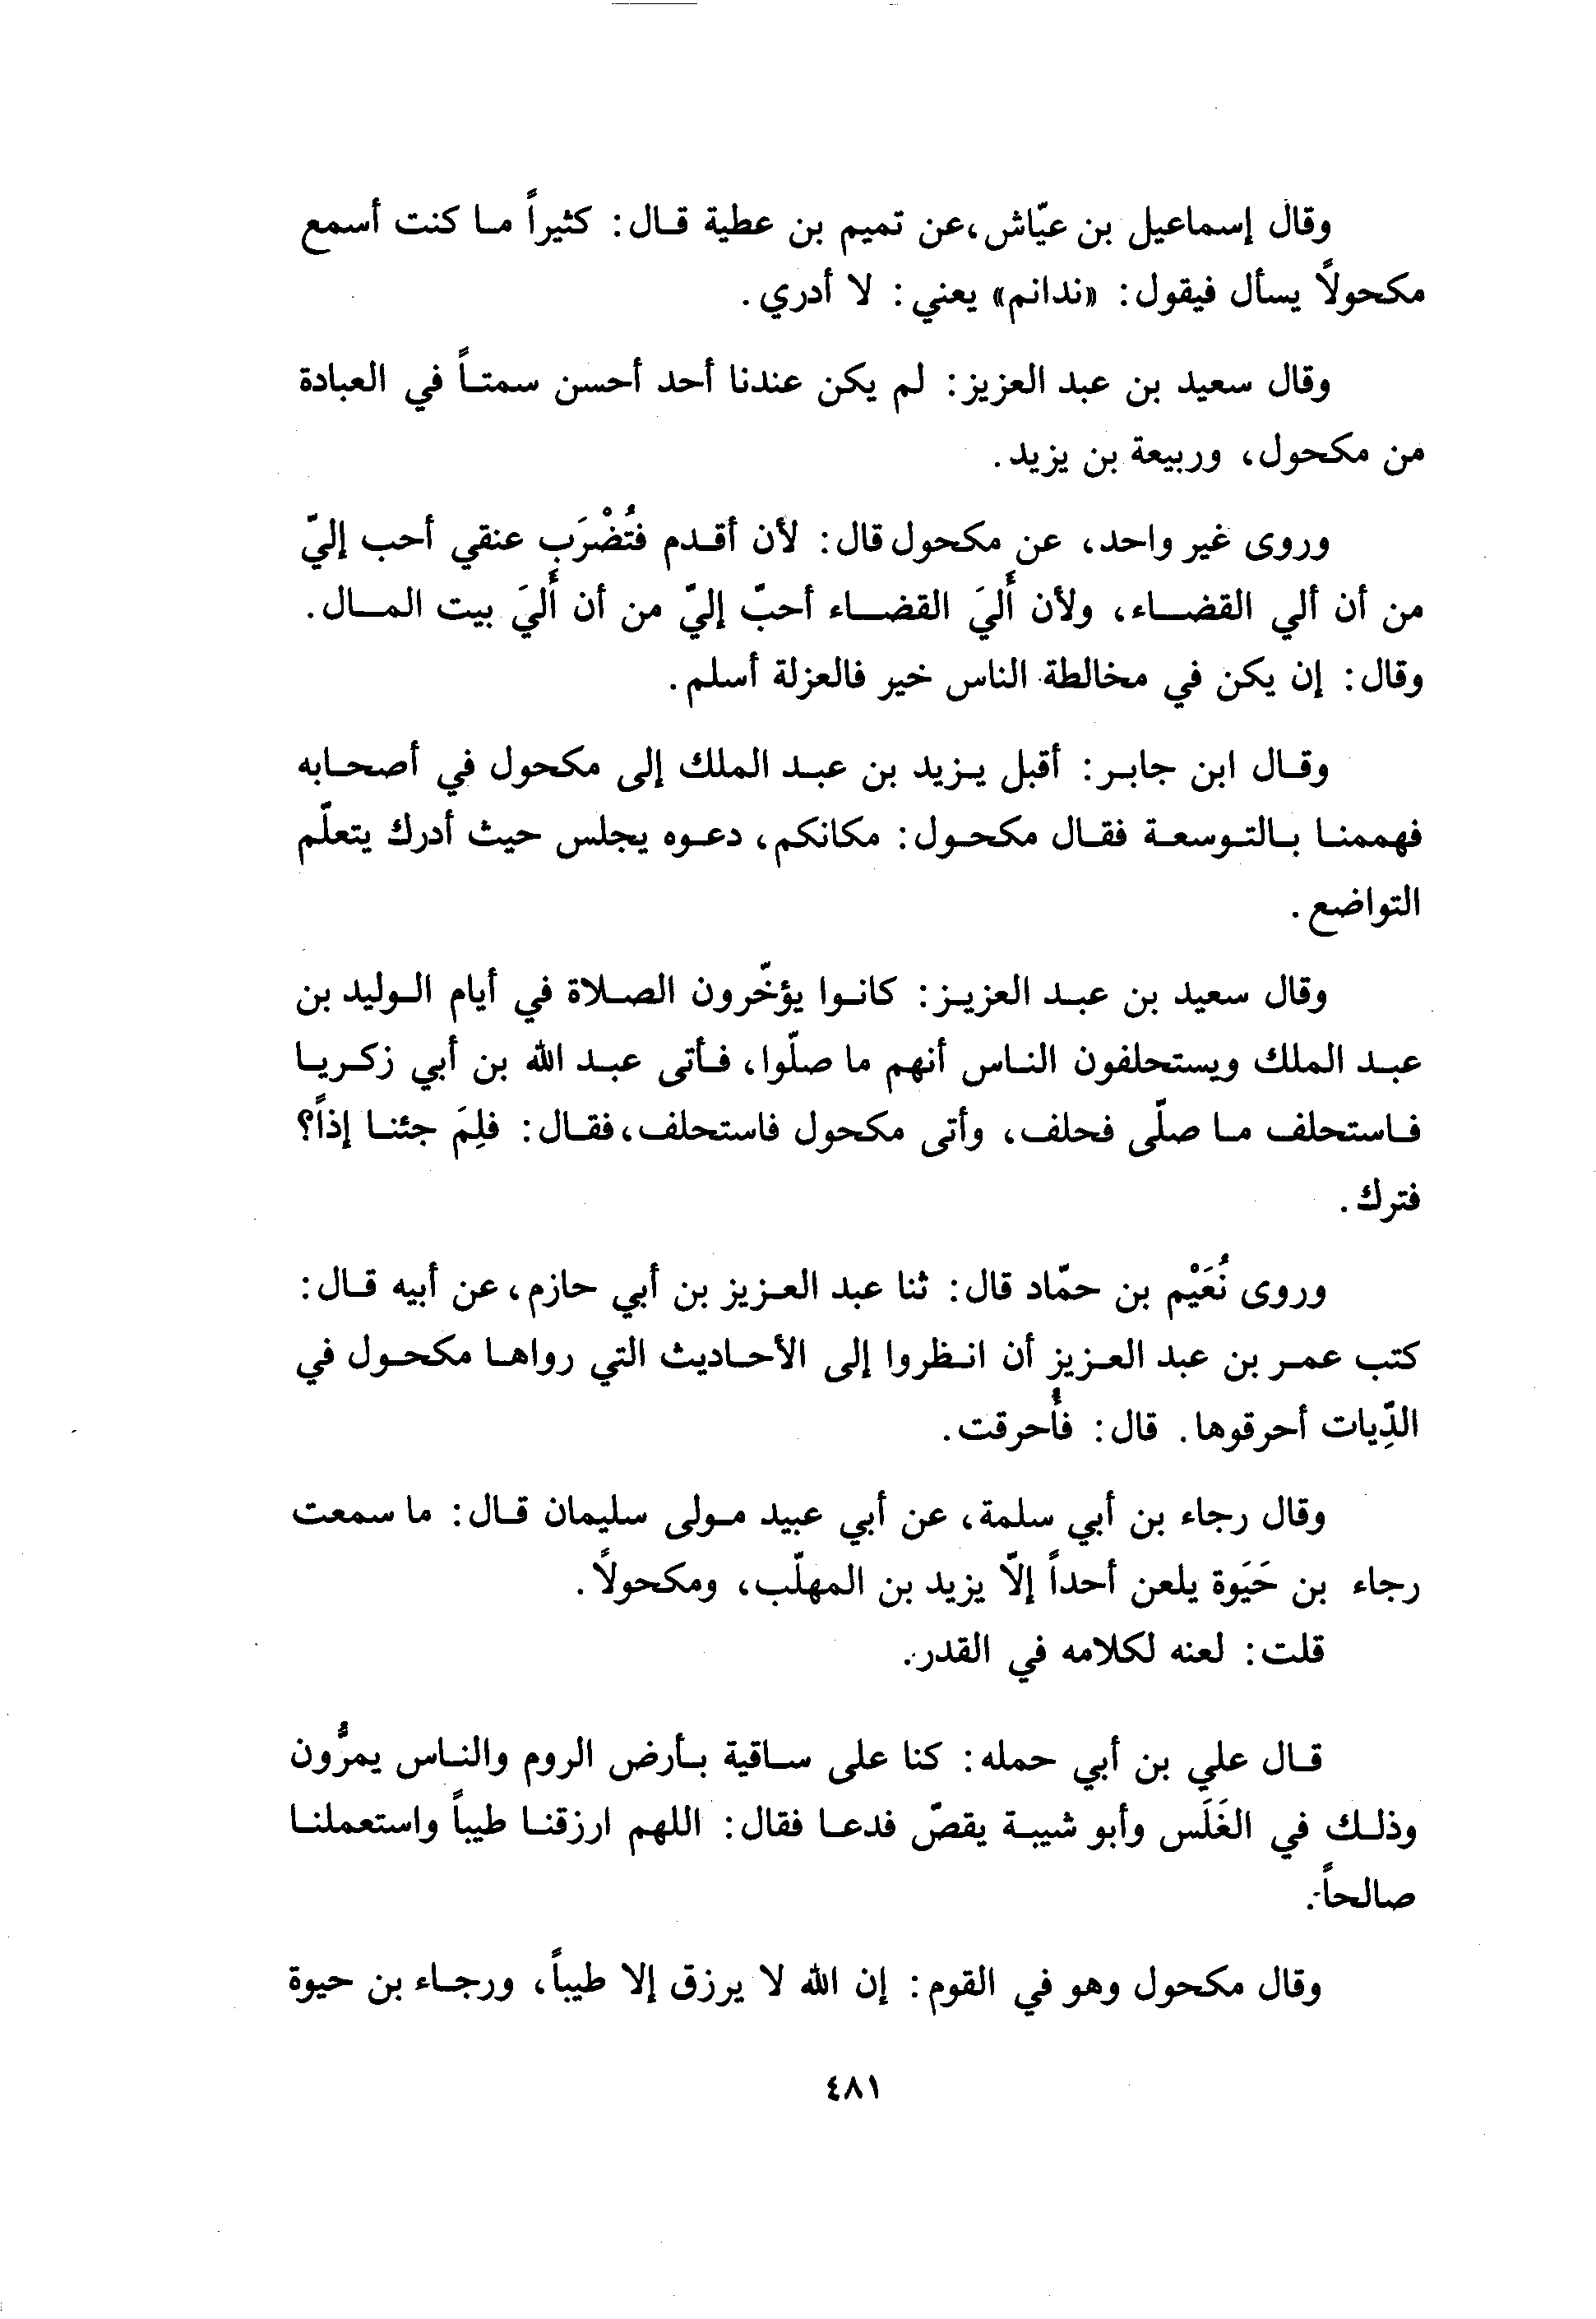 وقال إسماعيل بن عيّاش، عن تميم بن عطية قال: كثيراً ما كنت أسمع
مكحولاً يسأل فيقول: «ندانم» يعني: لا أدري.
وقال سعيد بن عبد العزيز: لم يكن عندنا أحد أحسن سمتاً في العبادة
من مكحول، وربيعة بن يزيد.
وروى غير واحد، عن مكحول قال: لأن أقدم فتُضْرَب عنقي أحب إليّ
من أن ألي القضاء، ولأن أُليَ القضاء أحبّ إليّ من أن أُليَ بيت المال.
وقال: إن يكن في مخالطة الناس خير فالعزلة أسلم.
وقال ابن جابر: أقبل يزيد بن عبد الملك إلى مكحول في أصحابه
فهممنا بالتوسعة فقال مكحول: مكانكم، دعوه يجلس حيث أدرك يتعلّم
التواضع.
وقال سعيد بن عبد العزيز: كانوا يؤخّرون الصلاة في أيام الوليد بن
عبد الملك ويستحلفون الناس أنهم ما صلّوا، فأتى عبد الله بن أبي زكريا
فاستحلف ما صلّى فحلف، وأتى مكحول فاستحلف، فقال: فلِمَ جئنا إذاً؟
فترك.
وروى نُعَيْم بن حمّاد قال: ثنا عبد العزيز بن أبي حازم، عن أبيه قال:
كتب عمر بن عبد العزيز أن انظروا إلى الأحاديث التي رواها مكحول في
الدِّيات أحرقوها. قال: فأُحرقت.
وقال رجاء بن أبي سلمة، عن أبي عبيد مولى سليمان قال: ما سمعت
رجاء بن حَيَوة يلعن أحداً إلاّ يزيد بن المهلّب، ومكحولاً.
قلت: لعنه لكلامه في القدر.
قال علي بن أبي حمله: كنا على ساقية بأرض الروم والناس يمرُّون
وذلك في الغَلَس وأبو شيبة يقصّ فدعا فقال: اللهم ارزقنا طيباً واستعملنا
صالحاً.
وقال مكحول وهو في القوم: إن الله لا يرزق إلا طيباً، ورجاء بن حيوة
٤٨١